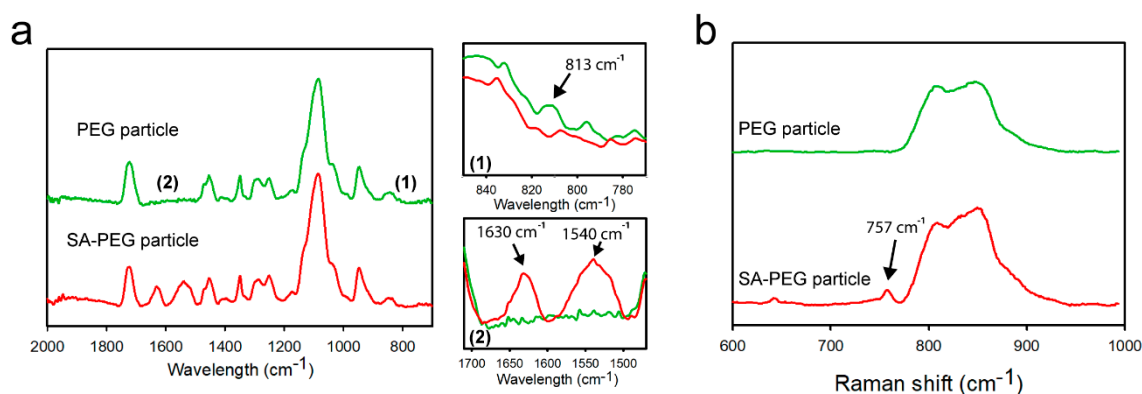 a
PEG particle
(2)
(1)
SA-PEG particle
2000 1800 1600 1400 1200 1000 800
Wavelength (cm⁻¹)
813 cm⁻¹
(1)
840 820 800 780 770
Wavelength (cm⁻¹)
1630 cm⁻¹ 1540 cm⁻¹
(2)
1700 1650 1600 1550 1500
Wavelength (cm⁻¹)
b
PEG particle
757 cm⁻¹
SA-PEG particle
600 700 800 900 1000
Raman shift (cm⁻¹)